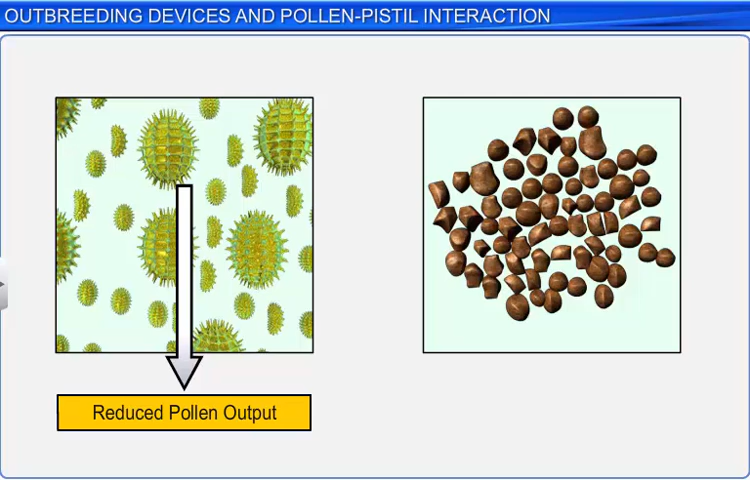 OUTBREEDING DEVICES AND POLLEN-PISTIL INTERACTION
Reduced Pollen Output